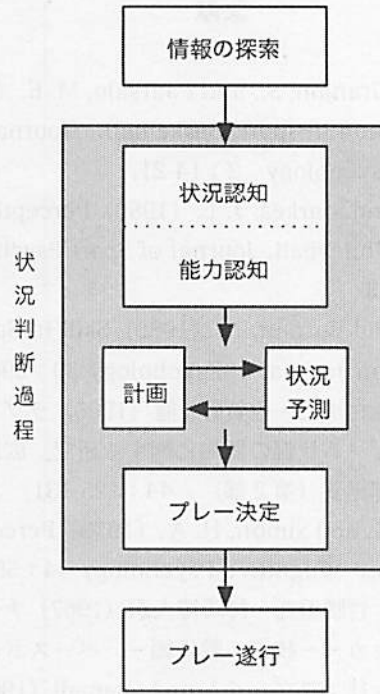 情報の探索
状況認知
能力認知
状況判断過程
計画
状況
予測
プレー決定
プレー遂行